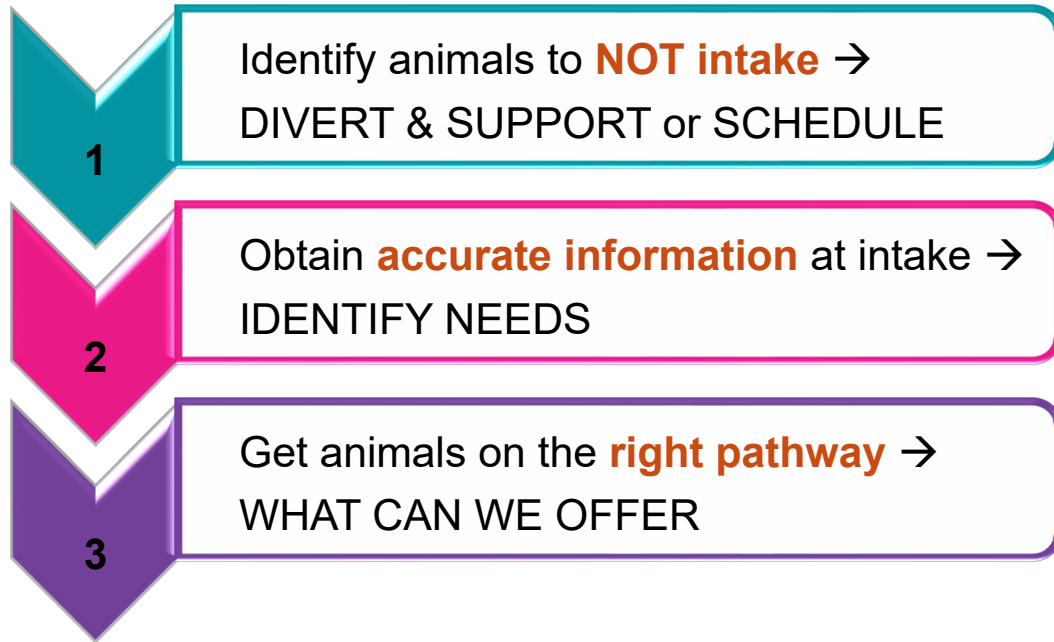 1
Identify animals to NOT intake →
DIVERT & SUPPORT or SCHEDULE
2
Obtain accurate information at intake →
IDENTIFY NEEDS
3
Get animals on the right pathway →
WHAT CAN WE OFFER